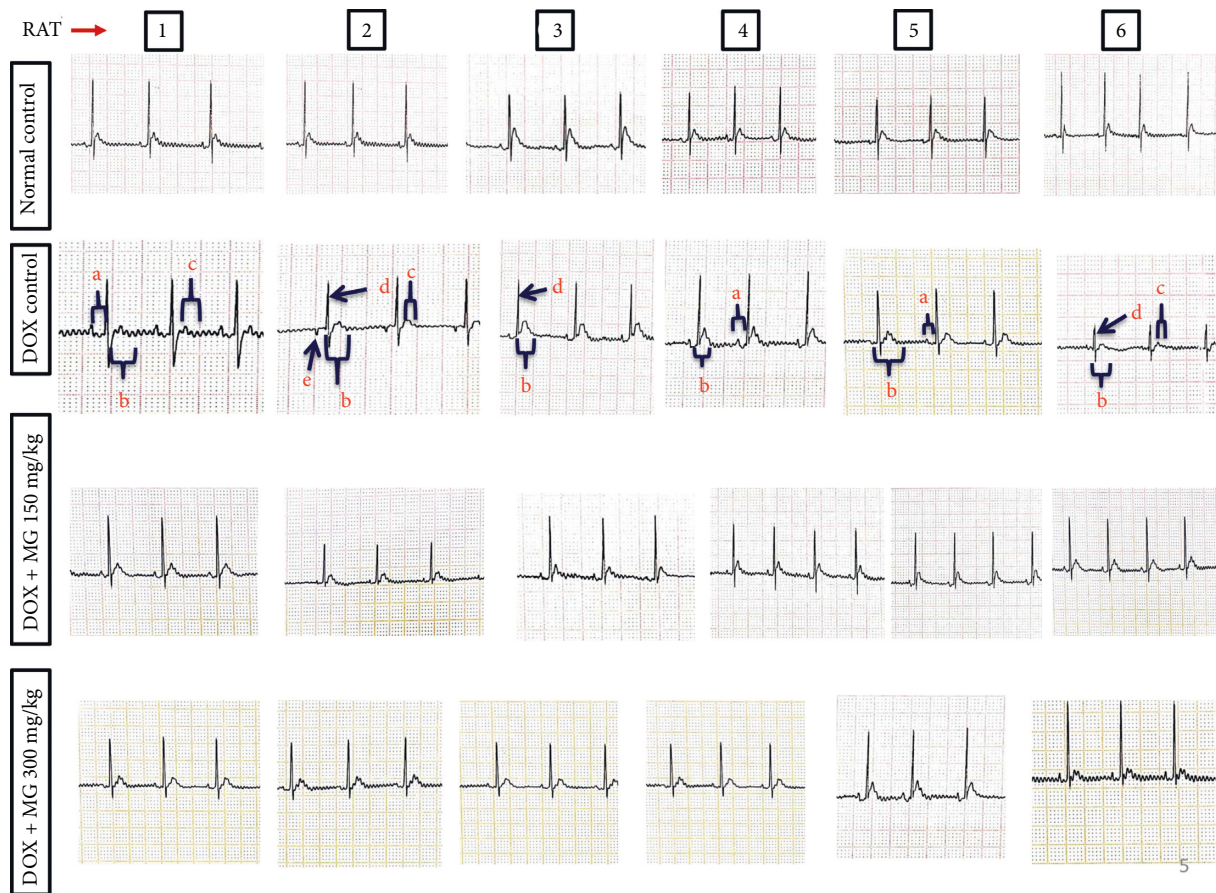 RAT
1
2
3
4
5
6
Normal control
DOX control
a
c
b
d
c
e
b
d
b
a
b
a
b
d
c
b
DOX + MG 150 mg/kg
DOX + MG 300 mg/kg
5